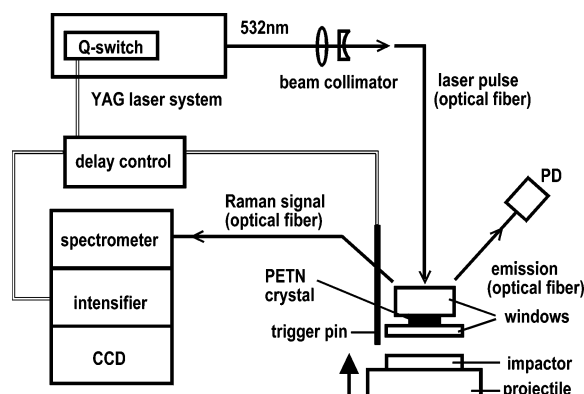 532nm
Q-switch
beam collimator
YAG laser system
laser pulse
(optical fiber)
delay control
PD
Raman signal
(optical fiber)
spectrometer
emission
(optical fiber)
PETN
crystal
intensifier
windows
trigger pin
CCD
impactor
projectile